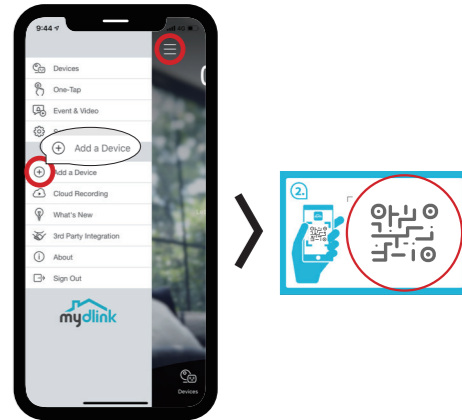 9:44
4G
Devices
One-Tap
Event & Video
S
Add a Device
Add a Device
Cloud Recording
What's New
3rd Party Integration
About
Sign Out
mydlink
Devices
2.